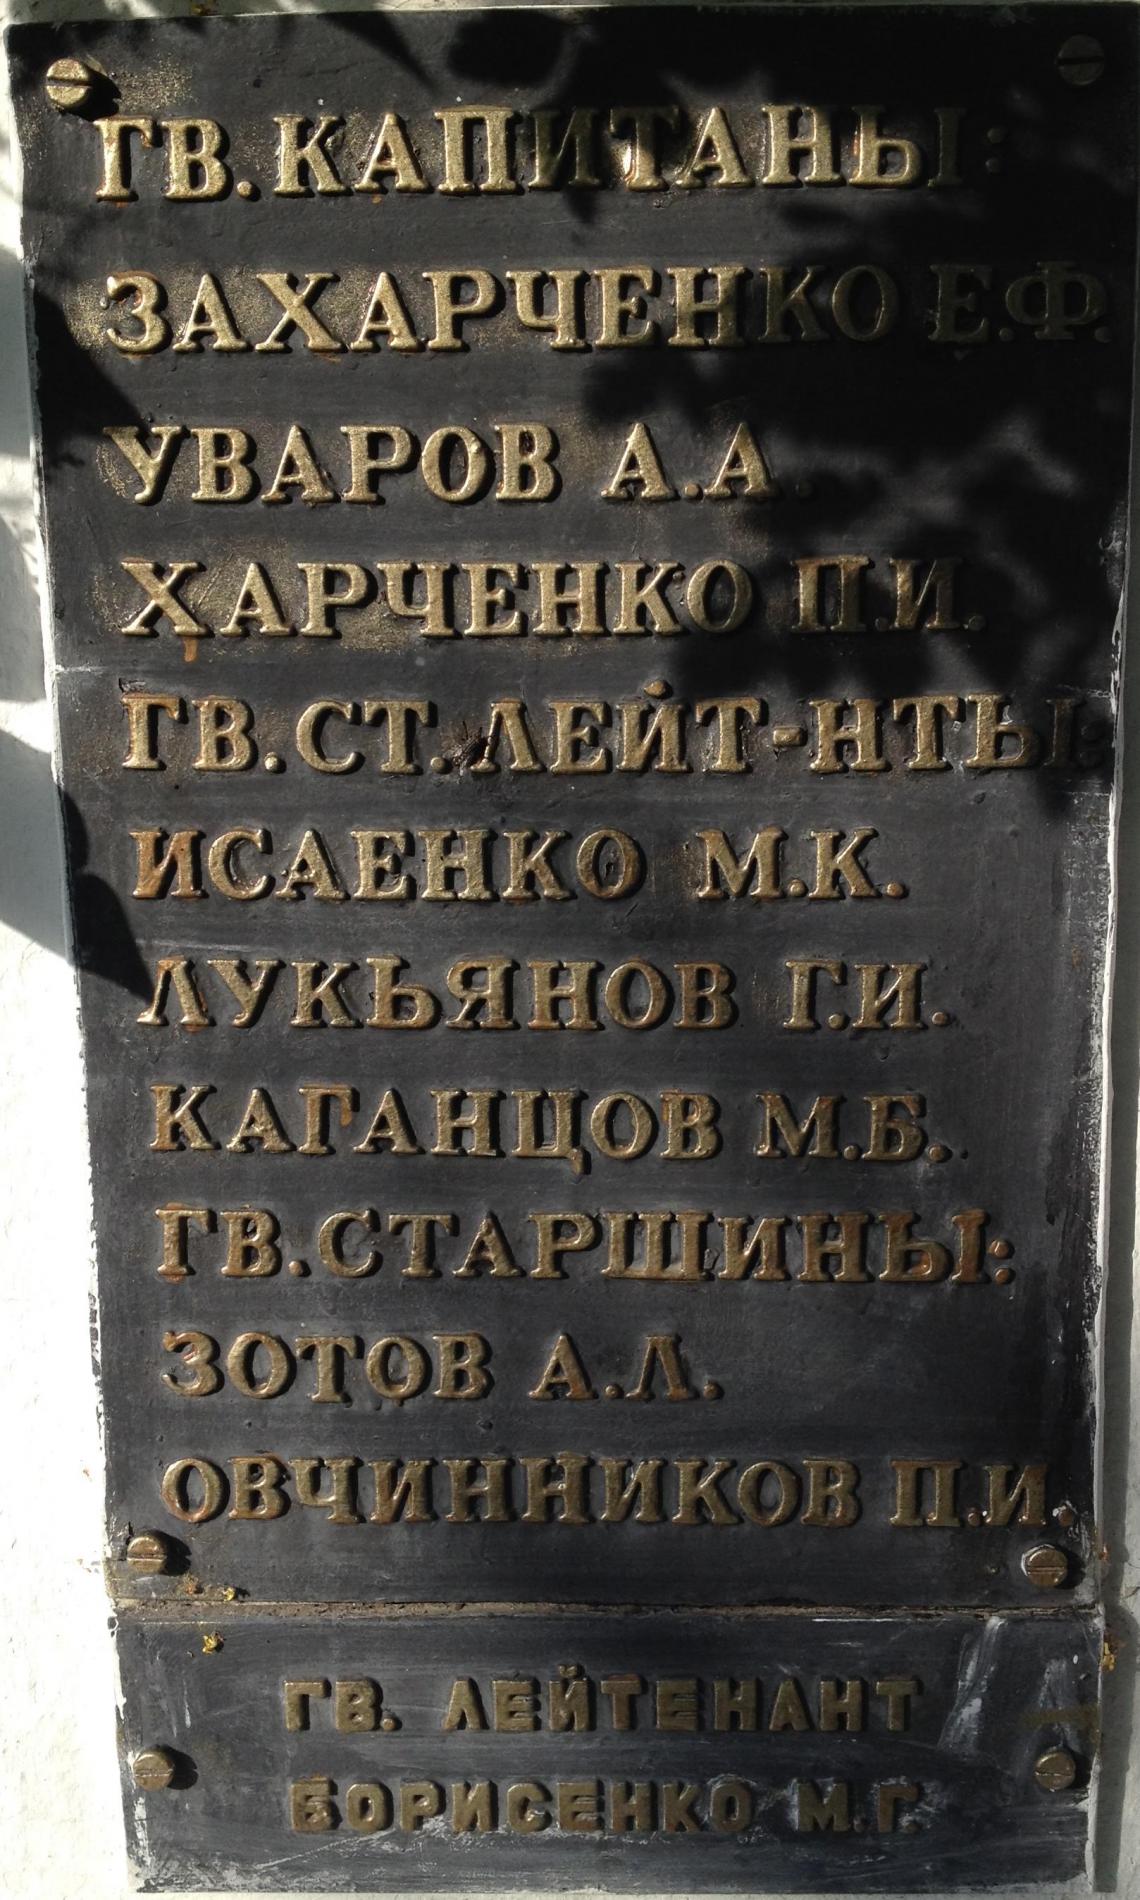 ГВ. КАПИТАНЫ:
ЗАХАРЧЕНКО Е.Ф.
УВАРОВ А.А.
ХАРЧЕНКО П.И.
ГВ.СТ.ЛЕЙТ-НТЫ:
ИСАЕНКО М.К.
ЛУКЬЯНОВ Г.И.
КАГАНЦОВ М.Б.
ГВ.СТАРШИНЫ:
ЗОТОВ А.Л.
ОВЧИННИКОВ П.И.
ГВ. ЛЕЙТЕНАНТ
БОРИСЕНКО М.Г.